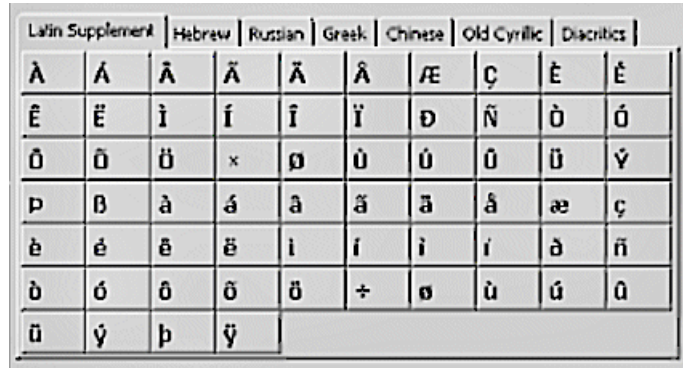 Latin Supplement Hebrew Russian Greek Chinese Old Cyrillic Diacritics
À Á Â Ã Ä Å Æ Ç È É
Ê Ë Ì Í Î Ï Ð Ñ Ò Ó
Ô Õ Ö × Ø Ù Ú Û Ü Ý
Þ ß à á â ã ä å æ ç
è é ê ë ì í î ï ð ñ
ò ó ô õ ö ÷ ø ù ú û
ü ý þ ÿ